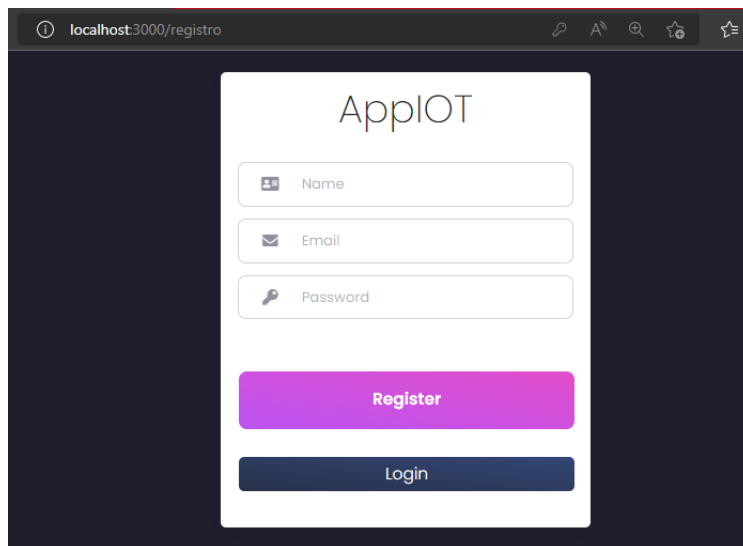 localhost:3000/registro
AppIOT
Name
Email
Password
Register
Login